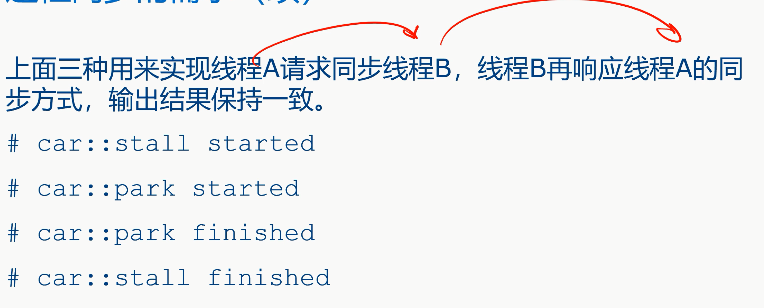 上面三种用来实现线程A请求同步线程B，线程B再响应线程A的同
步方式，输出结果保持一致。
# car::stall started
# car::park started
# car::park finished
# car::stall finished